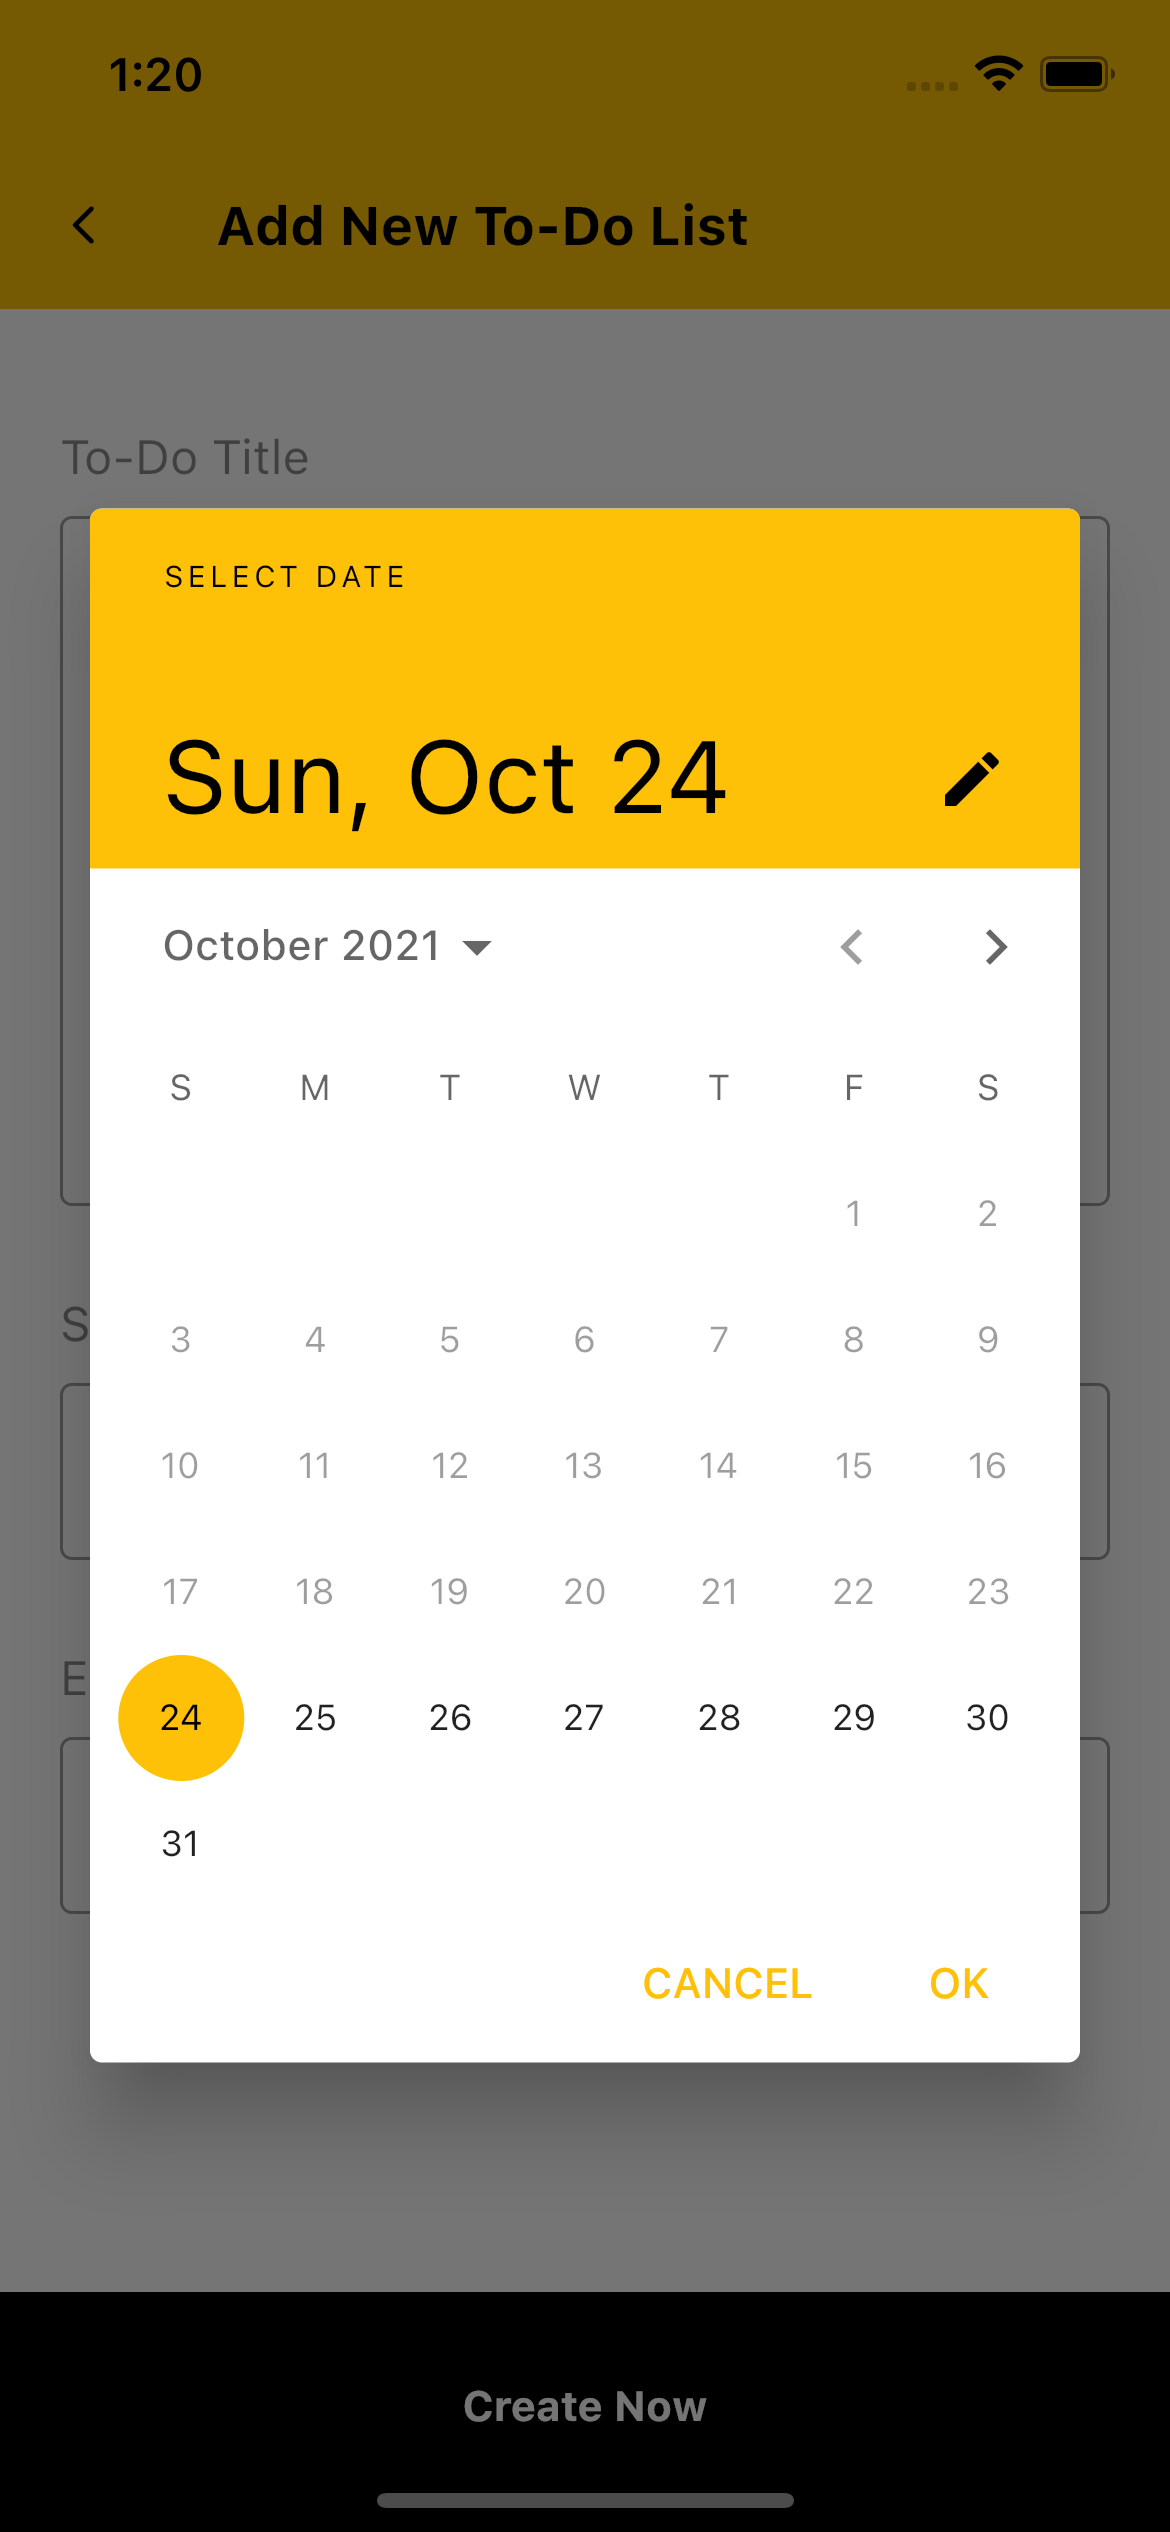 1:20
Add New To-Do List
To-Do Title
SELECT DATE
Sun, Oct 24
October 2021
S M T W T F S
1 2
S
3 4 5 6 7 8 9
10 11 12 13 14 15 16
17 18 19 20 21 22 23
E
24 25 26 27 28 29 30
31
CANCEL OK
Create Now